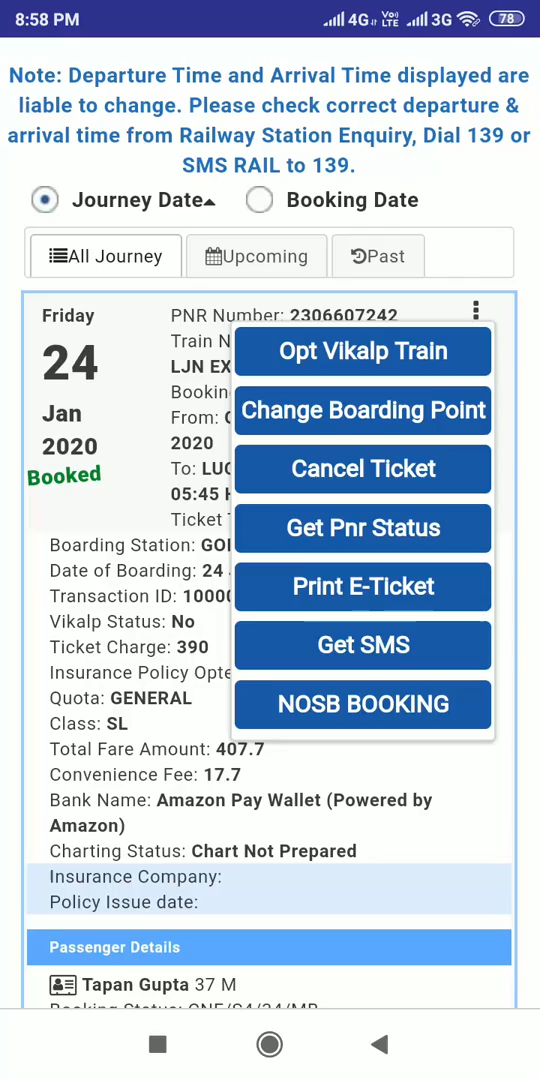 8:58 PM 4G Vo) LTE 3G 78
Note: Departure Time and Arrival Time displayed are
liable to change. Please check correct departure &
arrival time from Railway Station Enquiry, Dial 139 or
SMS RAIL to 139.
Journey Date Booking Date
All Journey Upcoming Past
Friday
24
Jan
2020
Booked
PNR Number: 2306607242
Train
LJN
From:
2020
To:
05:45
Ticket
Opt Vikalp Train
Change Boarding Point
Cancel Ticket
Get Pnr Status
Print E-Ticket
Get SMS
NOSB BOOKING
Boarding Station:
Date of Boarding: 24
Transaction ID:
Vikalp Status: No
Ticket Charge: 390
Insurance Policy
Quota: GENERAL
Class: SL
Total Fare Amount: 407.7
Convenience Fee: 17.7
Bank Name: Amazon Pay Wallet (Powered by
Amazon)
Charting Status: Chart Not Prepared
Insurance Company:
Policy Issue date:
Passenger Details
Tapan Gupta 37 M